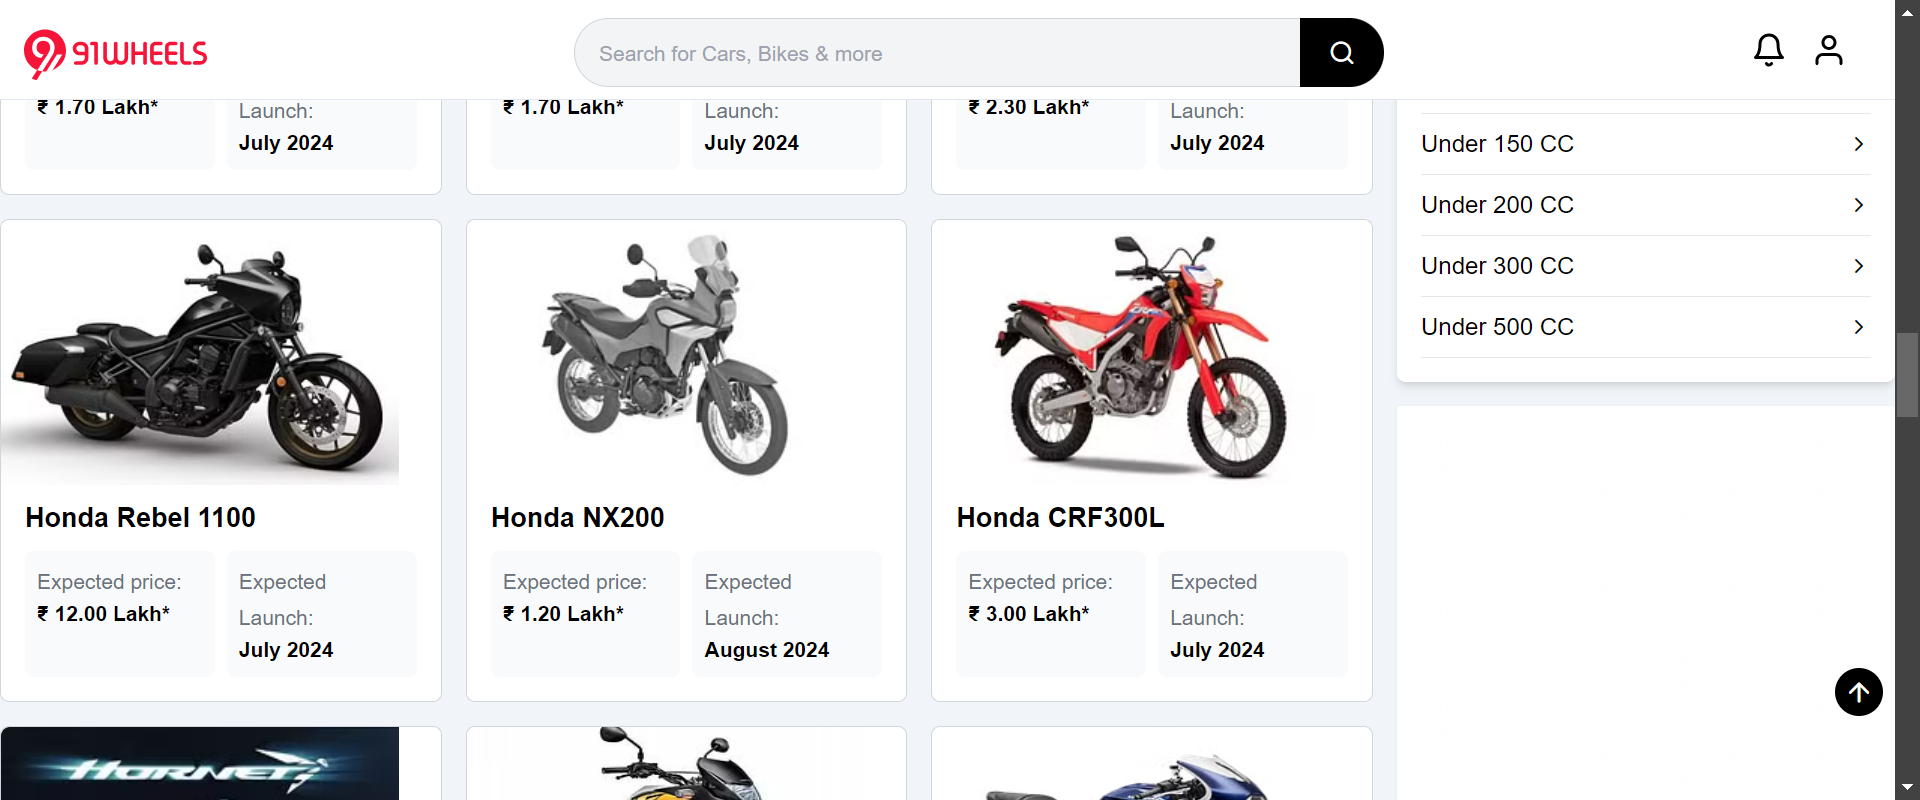 91WHEELS
Search for Cars, Bikes & more
₹ 1.70 Lakh*
Launch:
July 2024
₹ 1.70 Lakh*
Launch:
July 2024
₹ 2.30 Lakh*
Launch:
July 2024
Under 150 CC
Under 200 CC
Under 300 CC
Under 500 CC
CRF
Honda Rebel 1100
Expected price:
₹ 12.00 Lakh*
Expected
Launch:
July 2024
Honda NX200
Expected price:
₹ 1.20 Lakh*
Expected
Launch:
August 2024
Honda CRF300L
Expected price:
₹ 3.00 Lakh*
Expected
Launch:
July 2024
HORNET